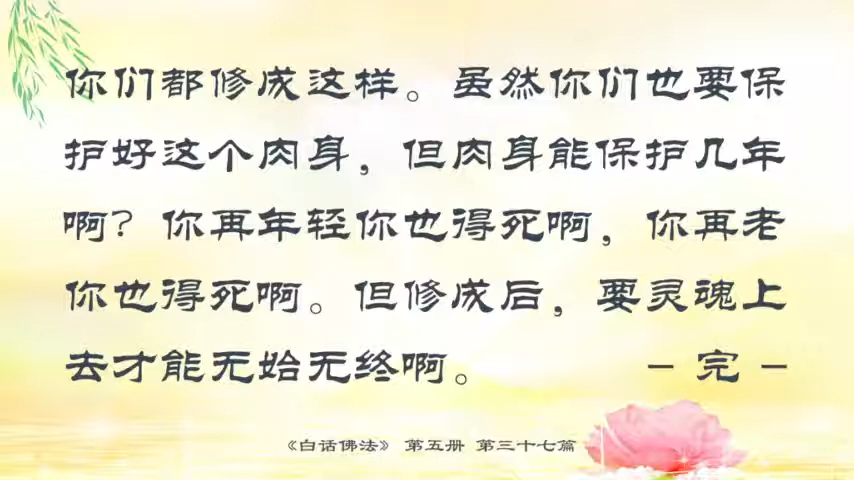 你们都修成这样。虽然你们也要保
护好这个肉身，但肉身能保护几年
啊？你再年轻你也得死啊，你再老
你也得死啊。但修成后，要灵魂上
去才能无始无终啊。 － 完 －
《白话佛法》 第五册 第三十七篇